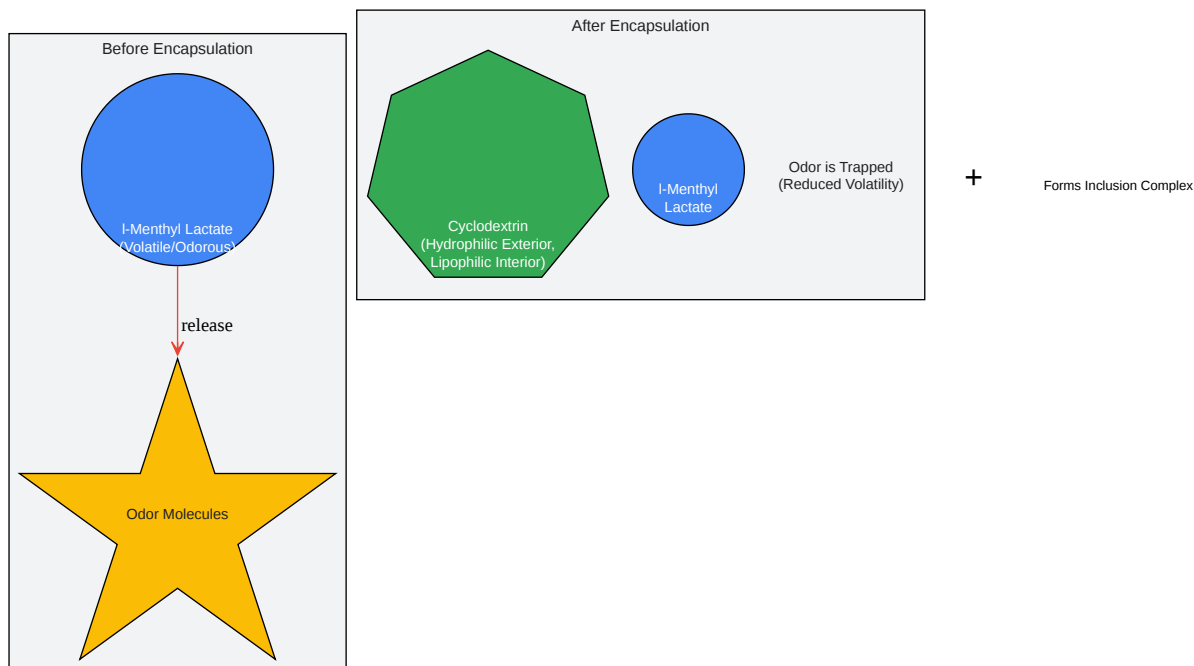 Before Encapsulation
l-Menthyl Lactate
(Volatile/Odorous)
release
Odor Molecules
After Encapsulation
Cyclodextrin
(Hydrophilic Exterior,
Lipophilic Interior)
l-Menthyl
Lactate
Odor is Trapped
(Reduced Volatility)
+
Forms Inclusion Complex